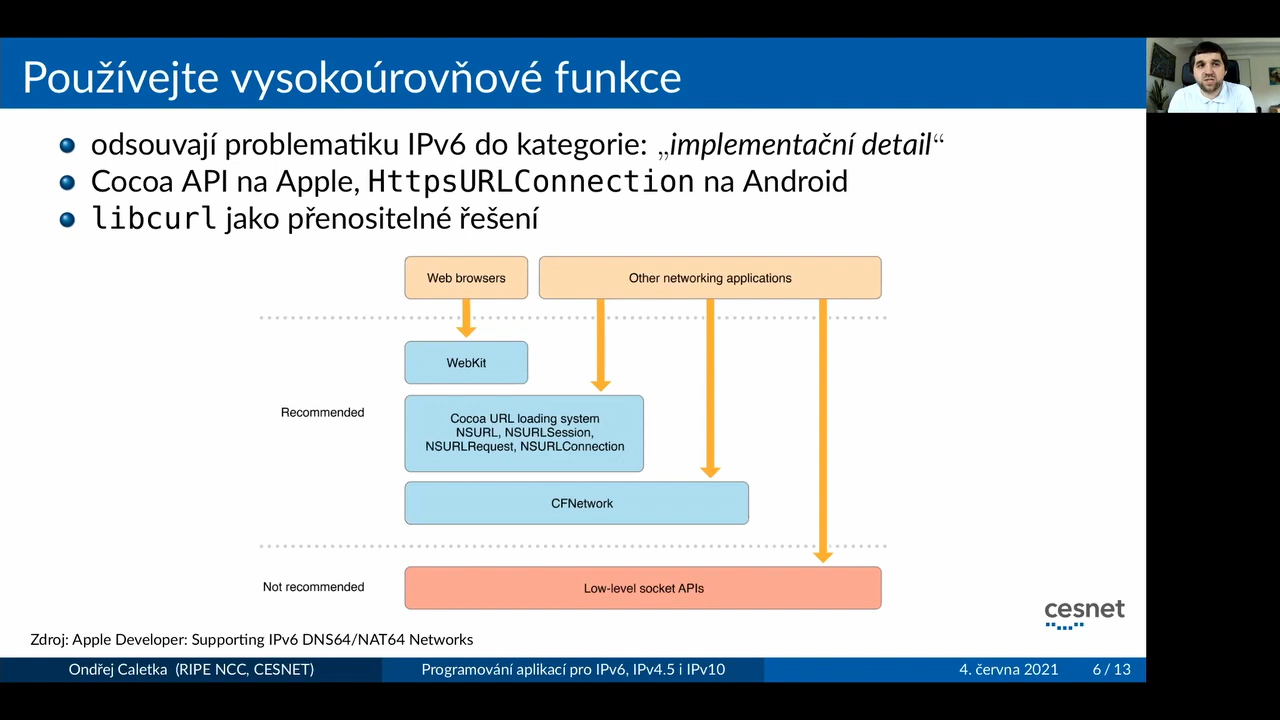 Používejte vysokoúrovňové funkce
odsouvají problematiku IPv6 do kategorie: „implementační detail“
Cocoa API na Apple, HttpsURLConnection na Android
libcurl jako přenositelné řešení
Web browsers
Other networking applications
WebKit
Recommended
Cocoa URL loading system
NSURL, NSURLSession,
NSURLRequest, NSURLConnection
CFNetwork
Not recommended
Low-level socket APIs
cesnet
Zdroj: Apple Developer: Supporting IPv6 DNS64/NAT64 Networks
Ondřej Caletka (RIPE NCC, CESNET)
Programování aplikací pro IPv6, IPv4.5 i IPv10
4. června 2021
6 / 13